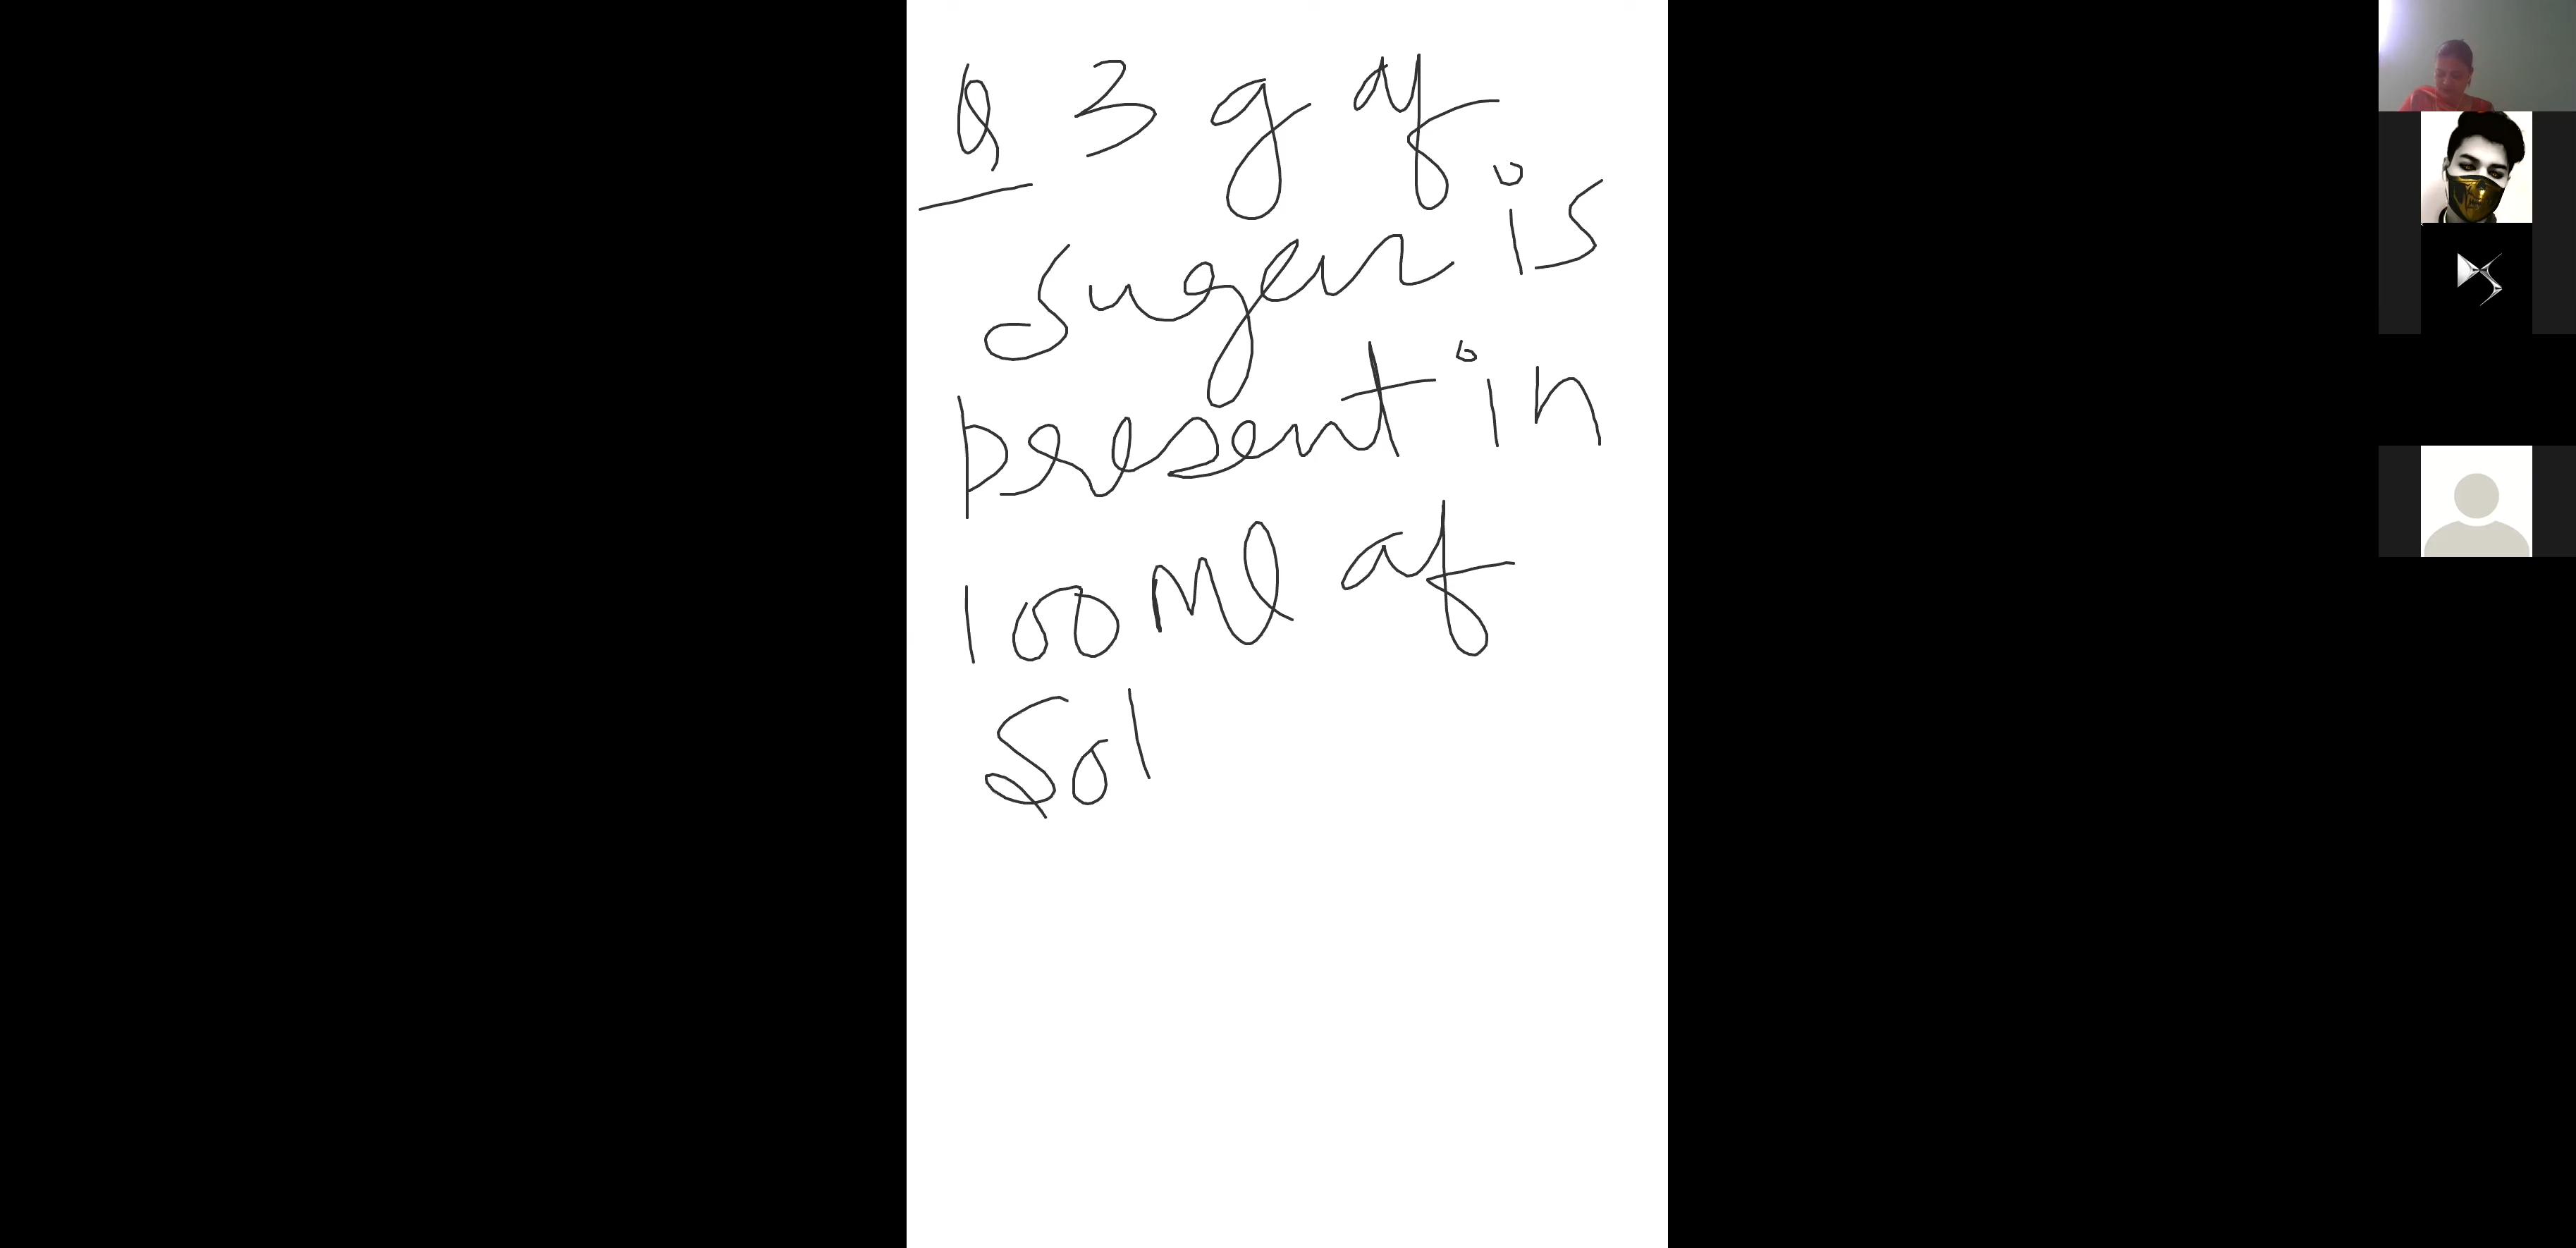 Q 3 g of
Sugar is
present in
100 Ml of
Sol